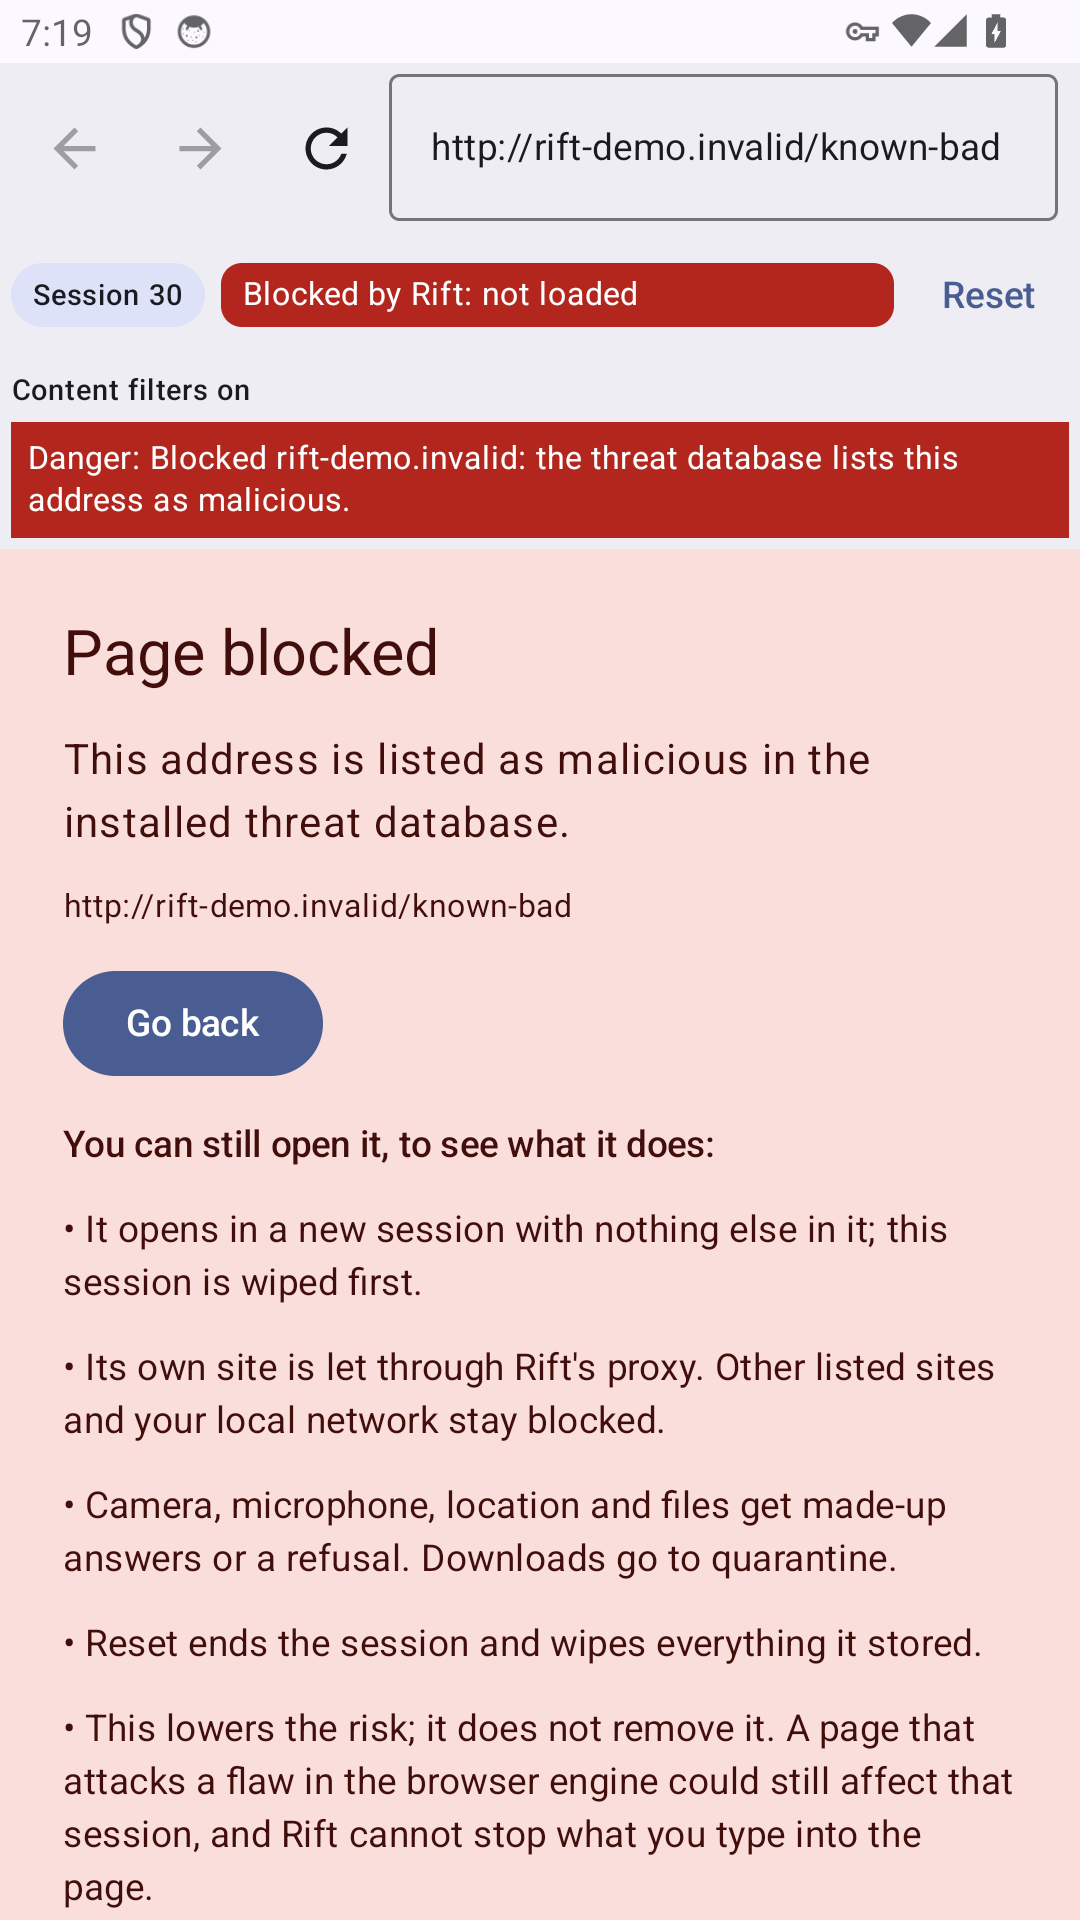 7:19
http://rift-demo.invalid/known-bad
Session 30
Blocked by Rift: not loaded
Reset
Content filters on
Danger: Blocked rift-demo.invalid: the threat database lists this
address as malicious.
Page blocked
This address is listed as malicious in the
installed threat database.
http://rift-demo.invalid/known-bad
Go back
You can still open it, to see what it does:
• It opens in a new session with nothing else in it; this
session is wiped first.
• Its own site is let through Rift's proxy. Other listed sites
and your local network stay blocked.
• Camera, microphone, location and files get made-up
answers or a refusal. Downloads go to quarantine.
• Reset ends the session and wipes everything it stored.
• This lowers the risk; it does not remove it. A page that
attacks a flaw in the browser engine could still affect that
session, and Rift cannot stop what you type into the
page.